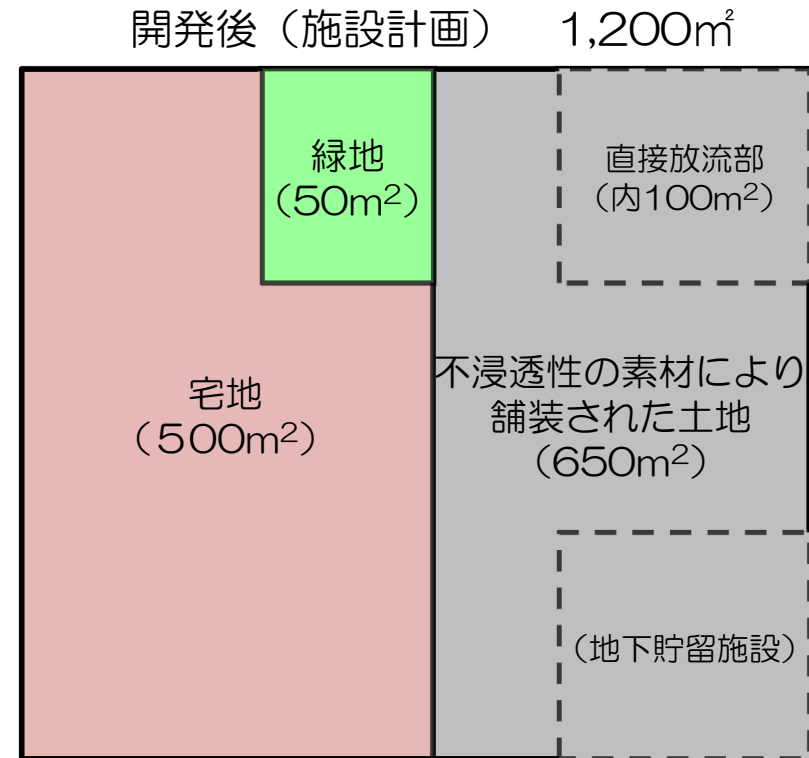 開発後（施設計画）　1,200㎡
緑地
（50m²）
直接放流部
（内100m²）
宅地
（500m²）
不浸透性の素材により
舗装された土地
（650m²）
（地下貯留施設）